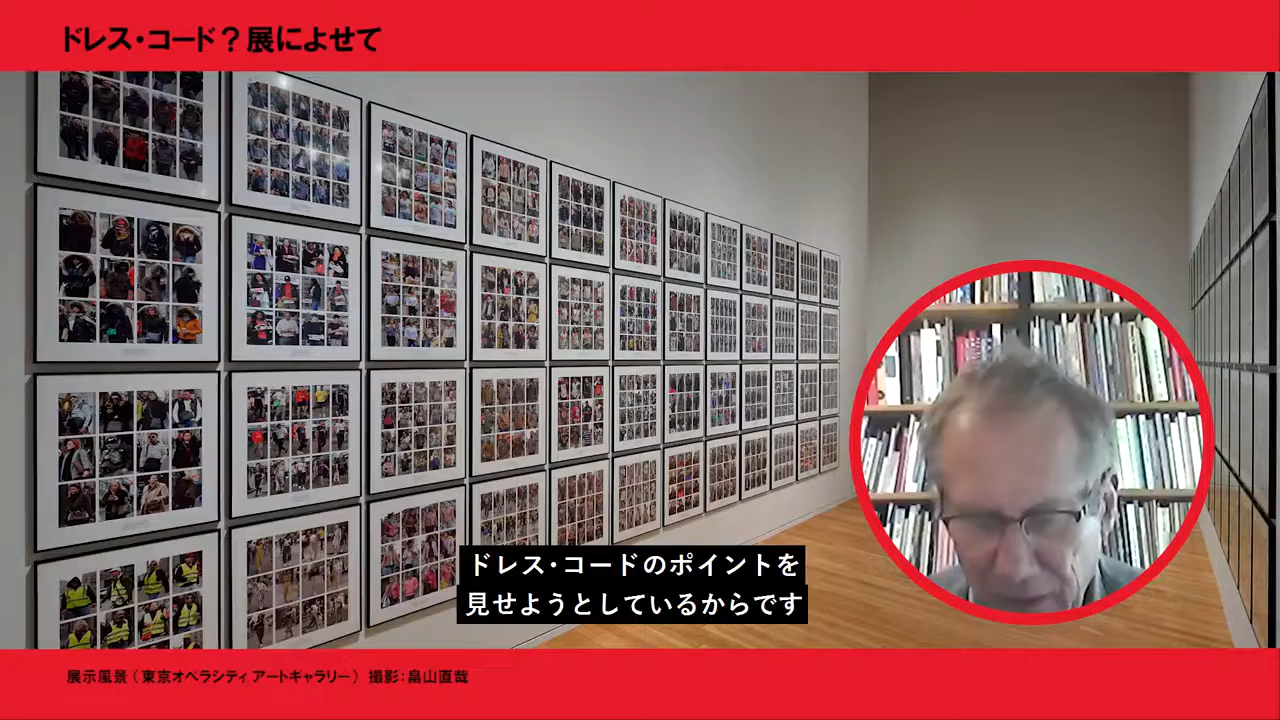 ドレス・コード？展によせて
ドレス・コードのポイントを
見せようとしているからです
展示風景（東京オペラシティ アートギャラリー） 撮影：畠山直哉